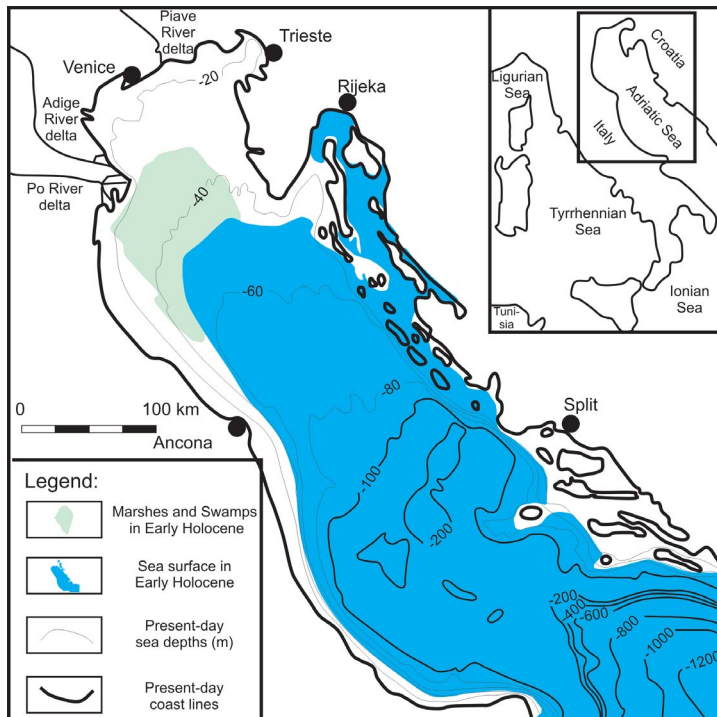 Piave
River
delta
Trieste
Venice
-20
Rijeka
Adige
River
delta
Po River
delta
-40
-60
-80
0 100 km
Ancona
Split
-100
-200
-200
-400
-600
-800
-1000
-1200
Ligurian
Sea
Croatia
Adriatic Sea
Italy
Tyrrhennian
Sea
Ionian
Sea
Tuni-
sia
Legend:
Marshes and Swamps
in Early Holocene
Sea surface in
Early Holocene
Present-day
sea depths (m)
Present-day
coast lines